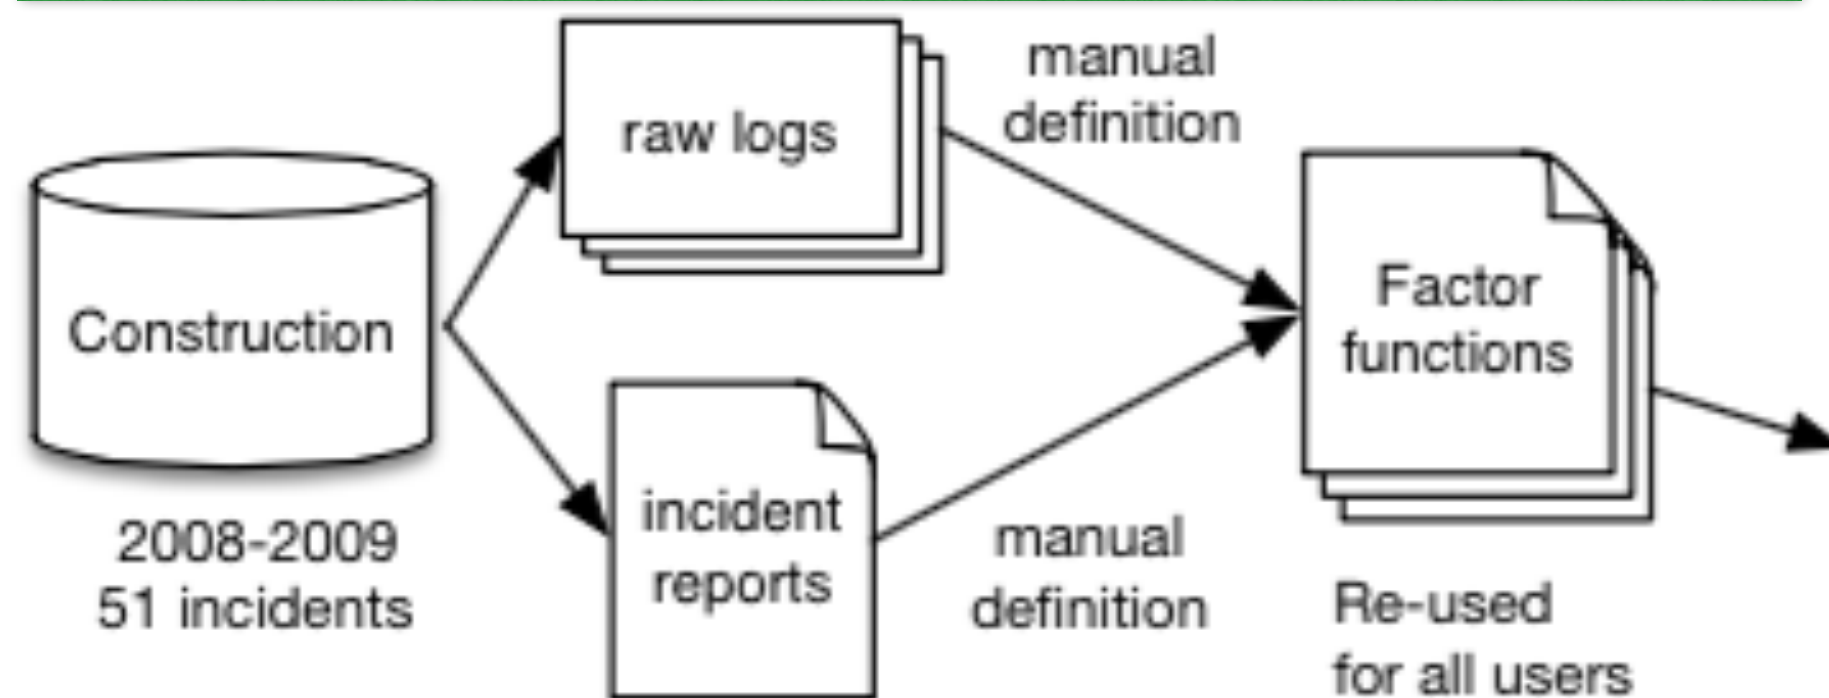 Construction
2008-2009
51 incidents
raw logs
incident
reports
manual
definition
manual
definition
Factor
functions
Re-used
for all users